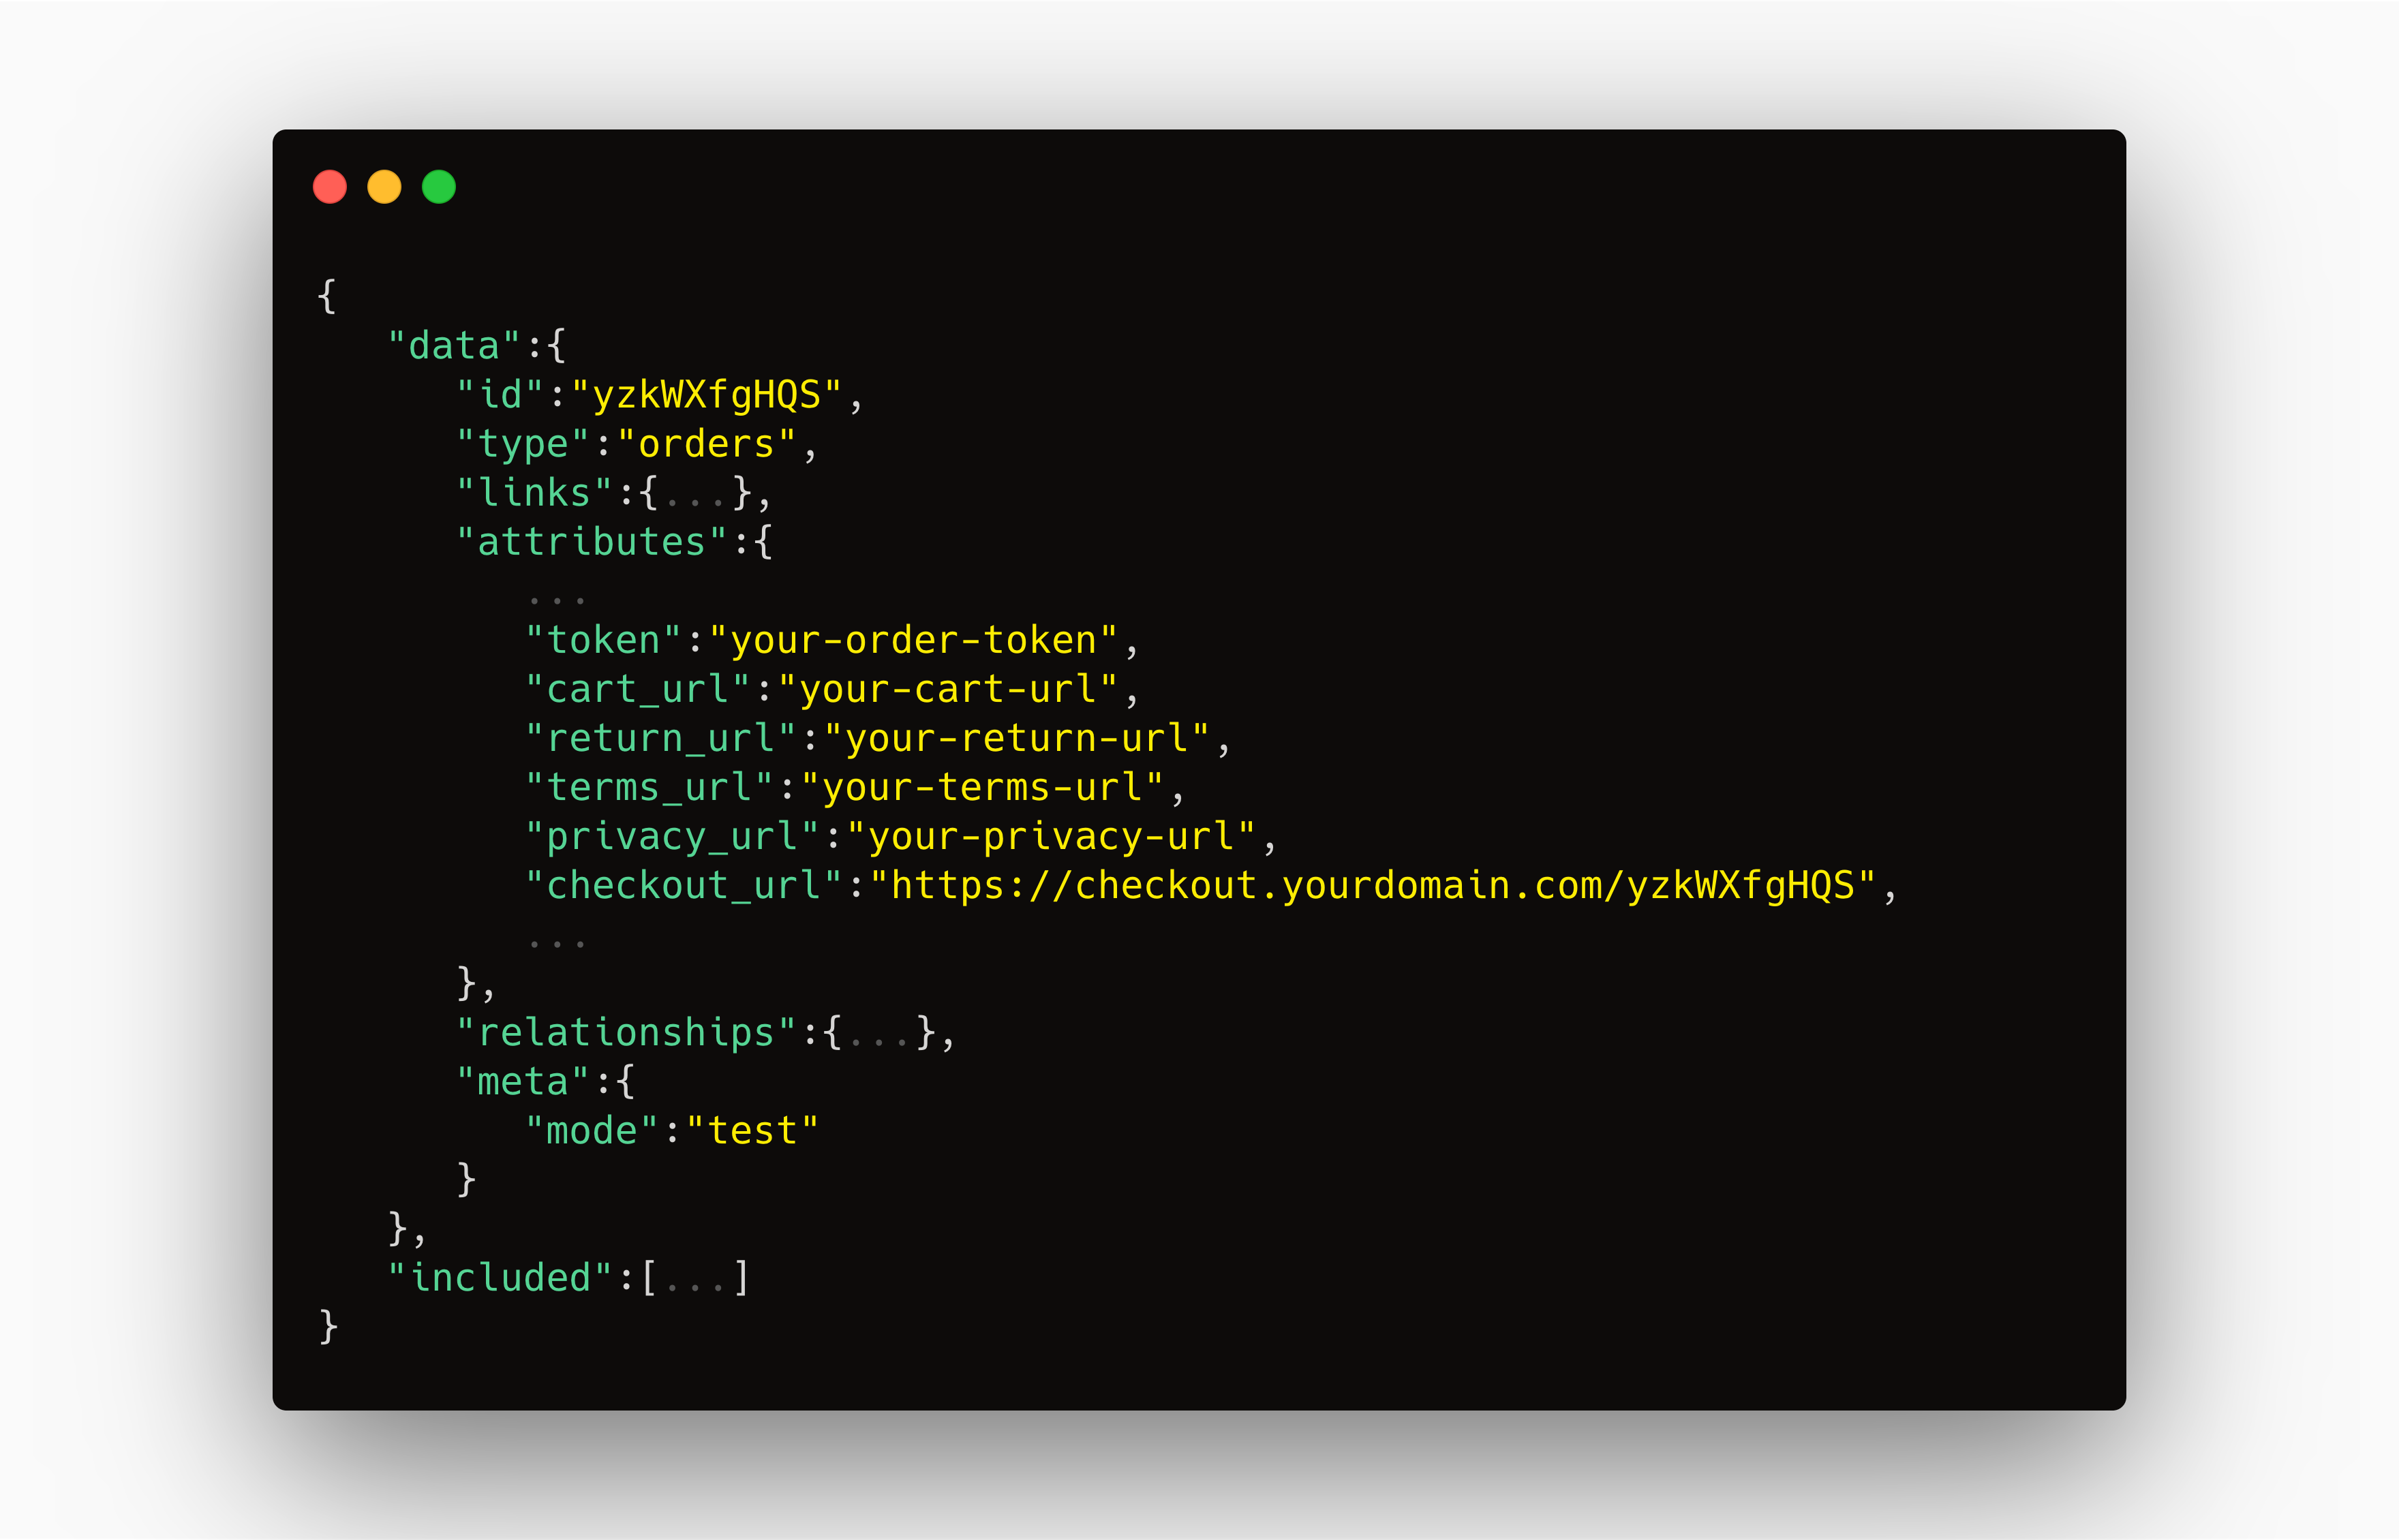 {
"data":{
"id":"yzkWXfgHQS",
"type":"orders",
"links":{...},
"attributes":{
...
"token":"your-order-token",
"cart_url":"your-cart-url",
"return_url":"your-return-url",
"terms_url":"your-terms-url",
"privacy_url":"your-privacy-url",
"checkout_url":"https://checkout.yourdomain.com/yzkWXfgHQS",
...
},
"relationships":{...},
"meta":{
"mode":"test"
}
},
"included":[...]
}